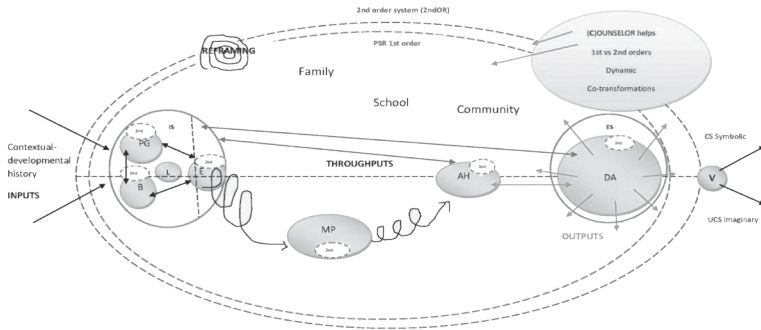 2nd order system (2ndOR)
PSR 1st order
REFRAMING
(C)OUNSELOR helps
1st vs 2nd orders
Dynamic
Co-transformations
Family
School
Community
Contextual-
developmental
history
INPUTS
2nd
IS
PG
2nd
B
L
2nd
E
THROUGHPUTS
MP
2nd
AH
2nd
ES
2nd
DA
OUTPUTS
V
CS Symbolic
UCS imaginary